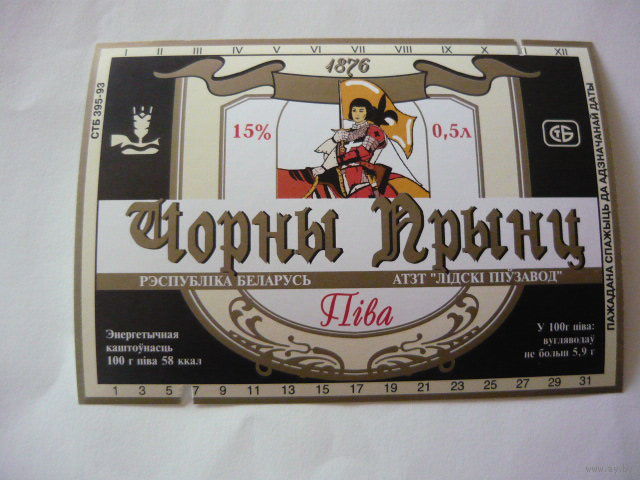 I II III IV V VI VII VIII IX X XI XII
СТБ 395-93
1876
15% 0,5л
СБ
ПАЖАДАНА СПАЖЫЦЬ ДА АДЗНАЧАНАЙ ДАТЫ
Чорны Прынц
РЭСПУБЛІКА БЕЛАРУСЬ АТЗТ "ЛІДСКІ ПІЎЗАВОД"
Піва
Энергетычная
каштоўнасць
100 г піва 58 ккал
У 100г піва:
вугляводаў
не больш 5,9 г
1 3 5 7 9 11 13 15 17 19 21 23 25 27 29 31